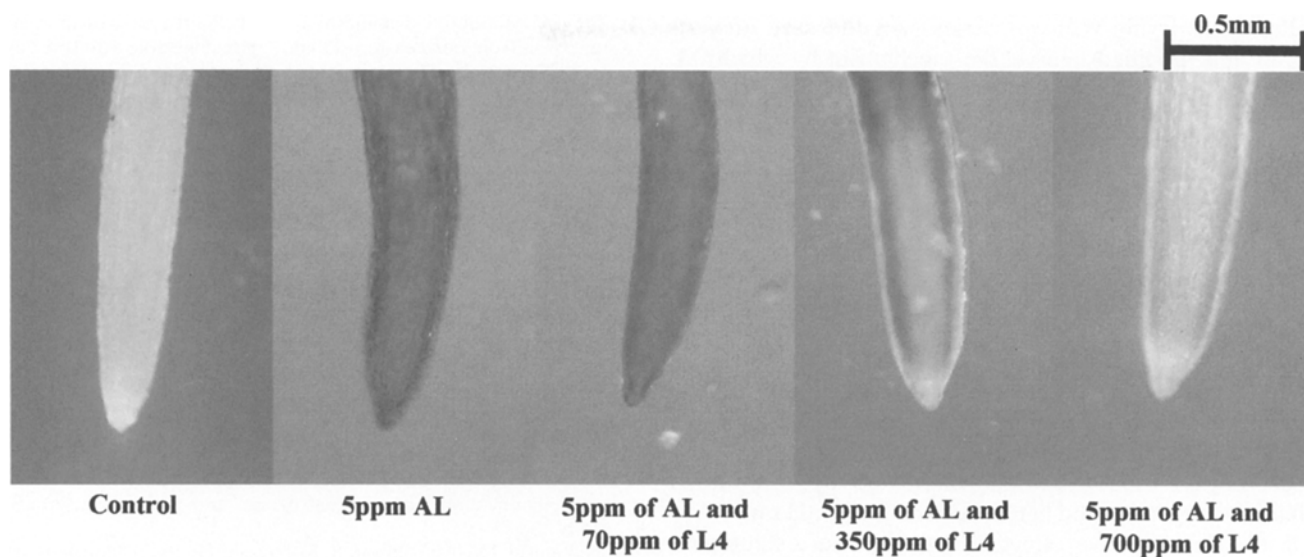 0.5mm
Control
5ppm AL
5ppm of AL and
70ppm of L4
5ppm of AL and
350ppm of L4
5ppm of AL and
700ppm of L4